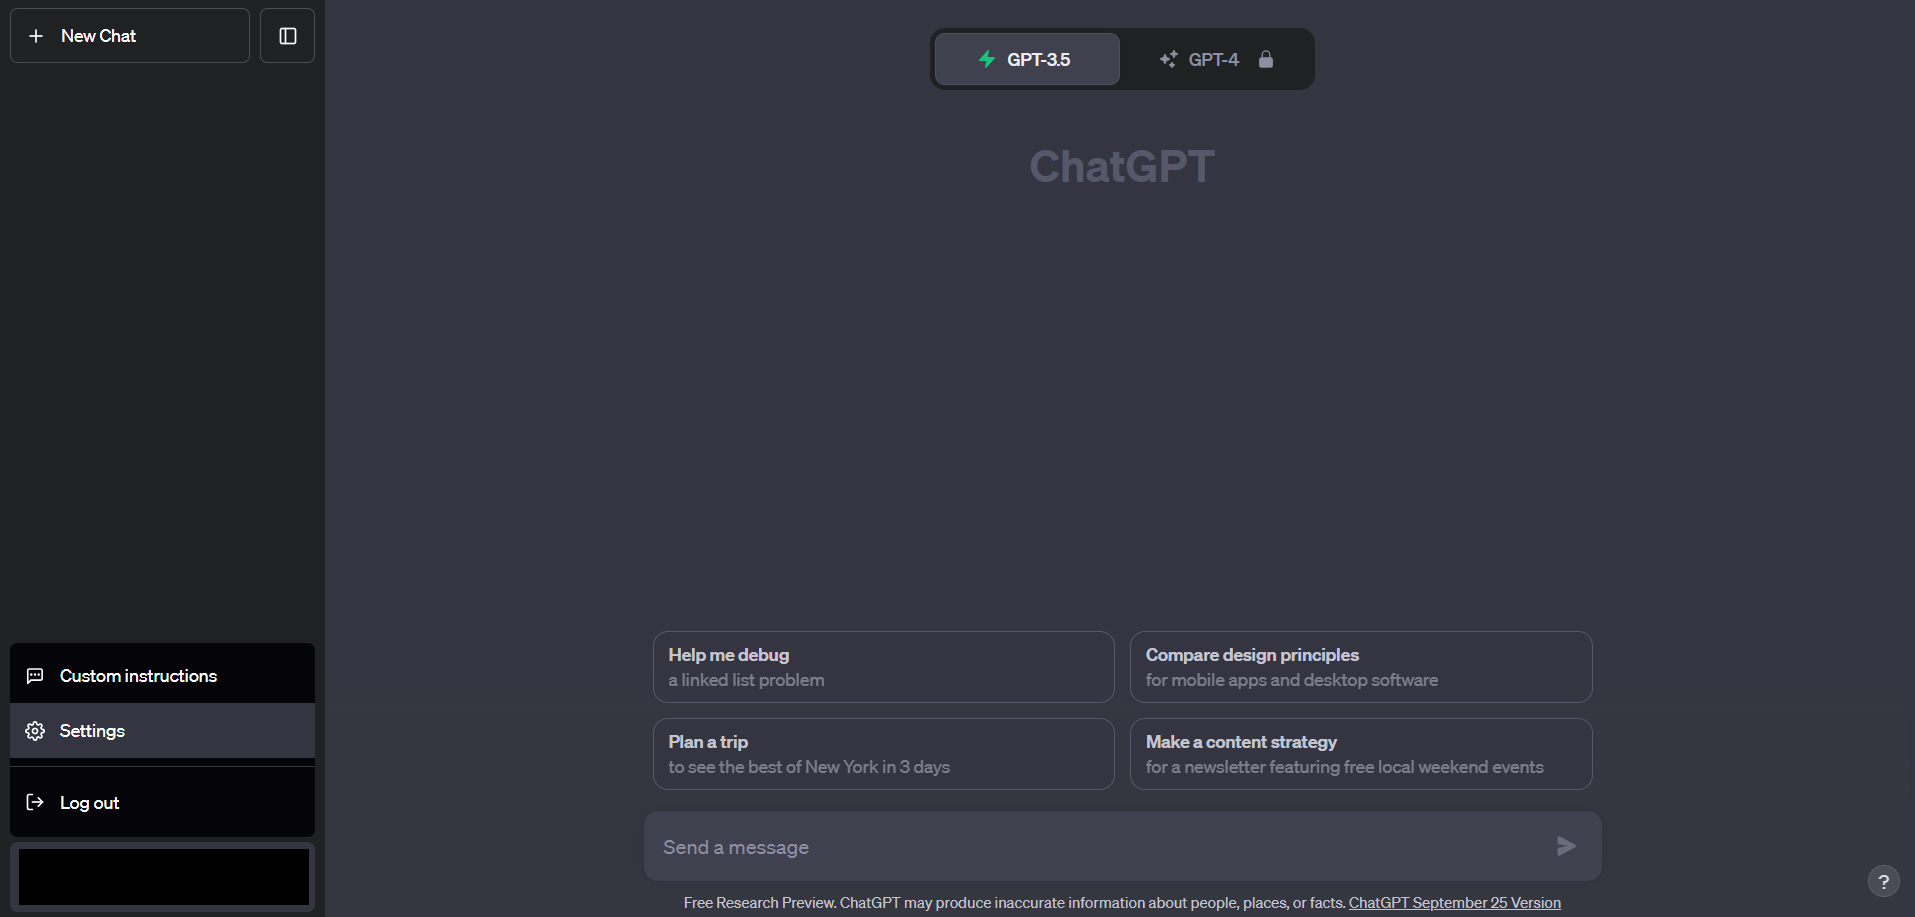 New Chat
GPT-3.5
GPT-4
ChatGPT
Help me debug
a linked list problem
Compare design principles
for mobile apps and desktop software
Plan a trip
to see the best of New York in 3 days
Make a content strategy
for a newsletter featuring free local weekend events
Custom instructions
Settings
Log out
Send a message
Free Research Preview. ChatGPT may produce inaccurate information about people, places, or facts. ChatGPT September 25 Version
?